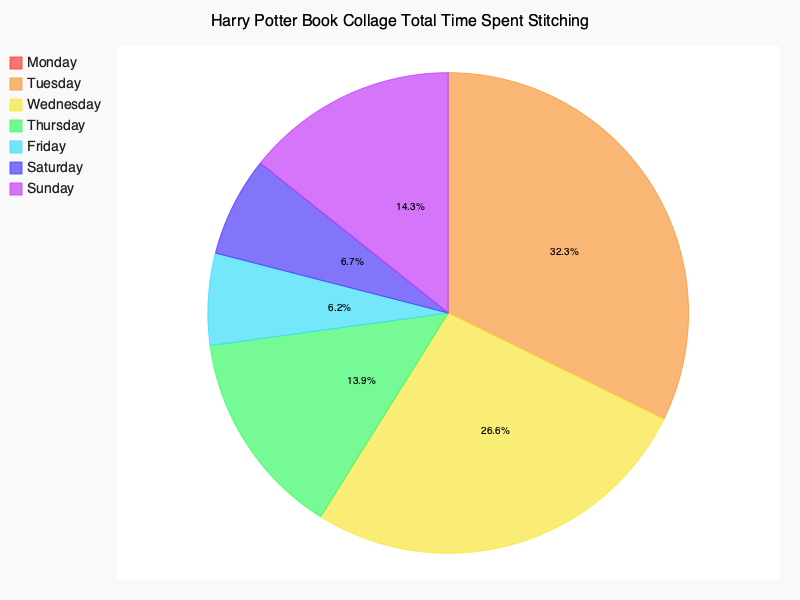 Harry Potter Book Collage Total Time Spent Stitching
Monday
Tuesday
Wednesday
Thursday
Friday
Saturday
Sunday
14.3%
32.3%
6.7%
6.2%
13.9%
26.6%